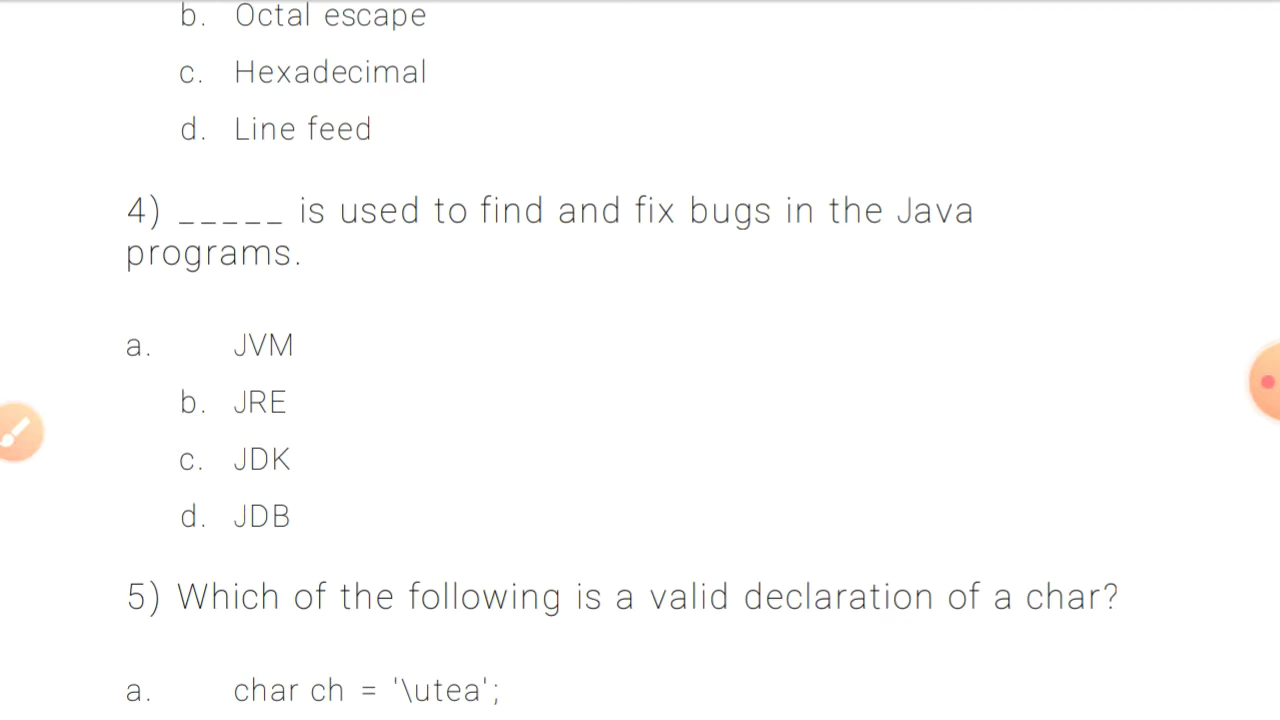 b. Octal escape
c. Hexadecimal
d. Line feed
4) _____ is used to find and fix bugs in the Java
programs.
a. JVM
b. JRE
c. JDK
d. JDB
5) Which of the following is a valid declaration of a char?
a. char ch = '\utea';